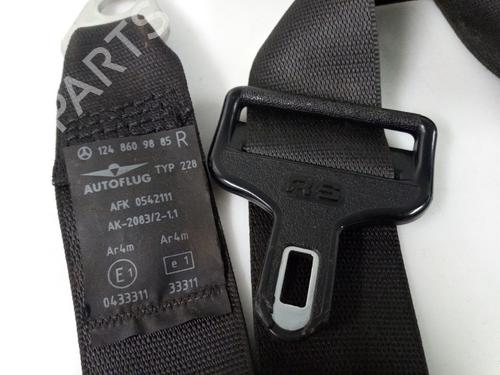 124 860 98 85 R
AUTOFLUG TYP 228
AFK 0542111
AK-2083/2-1.1
Ar4m Ar4m
E1 e 1
0433311 33311